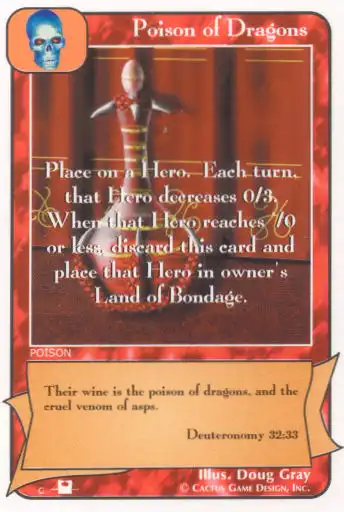 Poison of Dragons
Place on a Hero. Each turn,
that Hero decreases 0/3.
When that Hero reaches */0
or less, discard this card and
place that Hero in owner's
Land of Bondage.
POISON
Their wine is the poison of dragons, and the
cruel venom of asps.
Deuteronomy 32:33
Illus. Doug Gray
C
© CACTUS GAME DESIGN, INC.